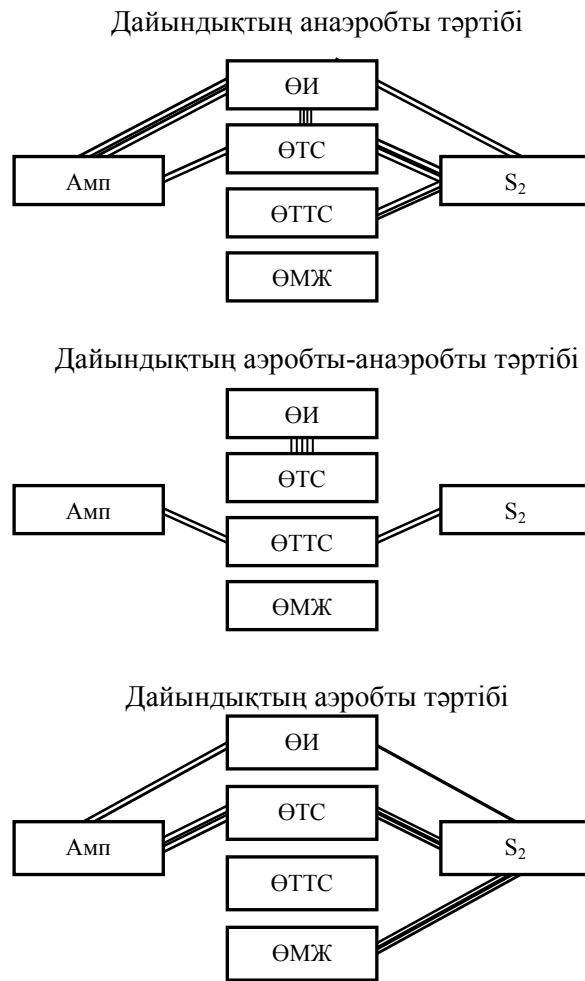 Дайындықтың анаэробты тәртібі
ӨИ
ӨТС
Амп
S₂
ӨТТС
ӨМЖ
Дайындықтың аэробты-анаэробты тәртібі
ӨИ
ӨТС
Амп
S₂
ӨТТС
ӨМЖ
Дайындықтың аэробты тәртібі
ӨИ
ӨТС
Амп
S₂
ӨТТС
ӨМЖ